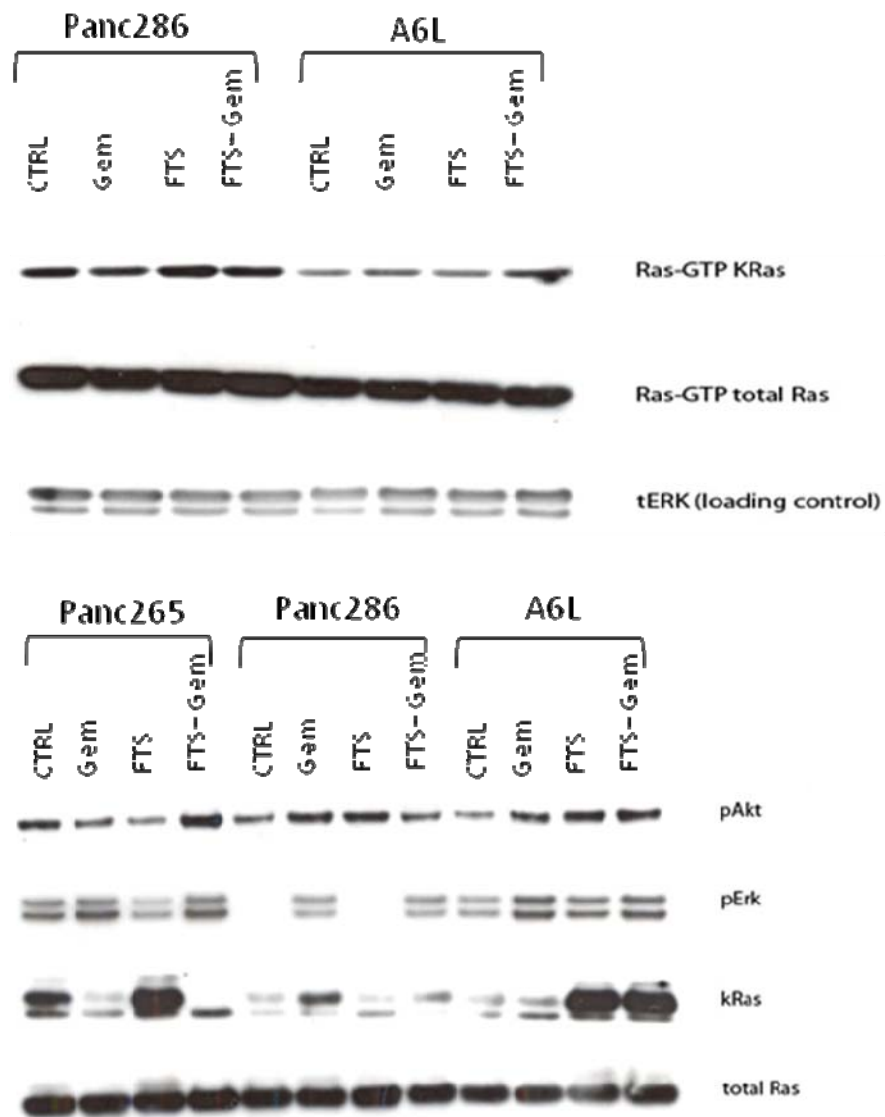 Panc286 A6L
CTRL Gem FTS FTS-Gem CTRL Gem FTS FTS-Gem
Ras-GTP KRas
Ras-GTP total Ras
tERK (loading control)
Panc265 Panc286 A6L
CTRL Gem FTS FTS-Gem CTRL Gem FTS FTS-Gem CTRL Gem FTS FTS-Gem
pAkt
pErk
kRas
total Ras